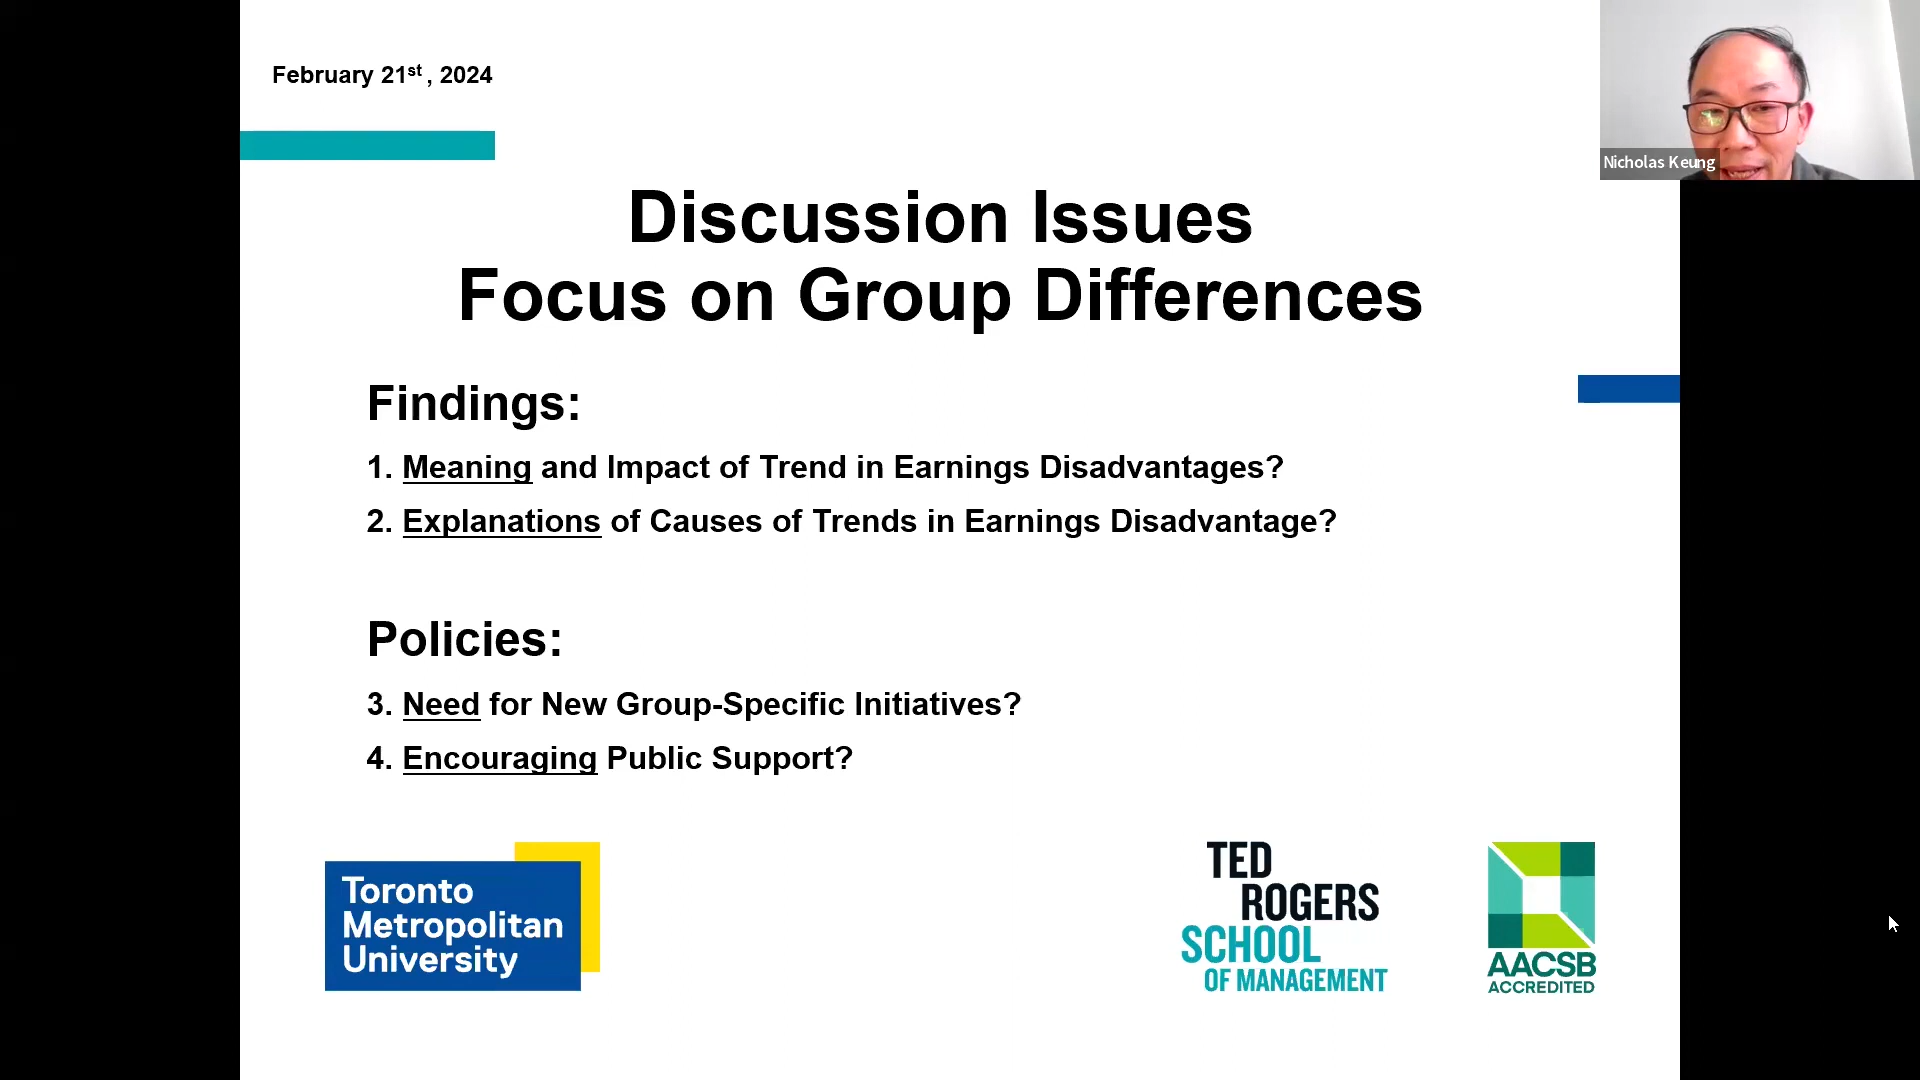 February 21st , 2024
Nicholas Keung
Discussion Issues
Focus on Group Differences
Findings:
1. Meaning and Impact of Trend in Earnings Disadvantages?
2. Explanations of Causes of Trends in Earnings Disadvantage?
Policies:
3. Need for New Group-Specific Initiatives?
4. Encouraging Public Support?
Toronto
Metropolitan
University
TED
ROGERS
SCHOOL
OF MANAGEMENT
AACSB
ACCREDITED